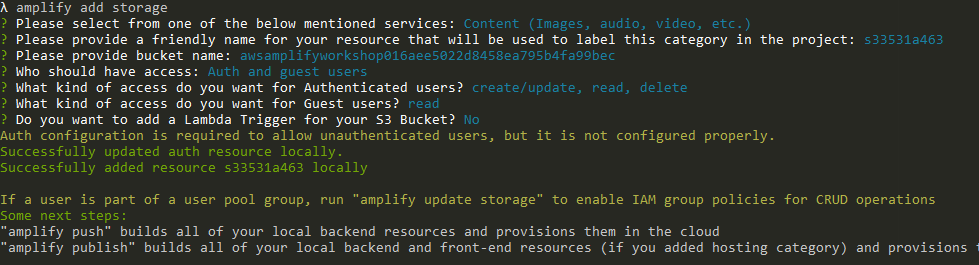 λ amplify add storage
? Please select from one of the below mentioned services: Content (Images, audio, video, etc.)
? Please provide a friendly name for your resource that will be used to label this category in the project: s33531a463
? Please provide bucket name: awsamplifyworkshop016aee5022d8458ea795b4fa99bec
? Who should have access: Auth and guest users
? What kind of access do you want for Authenticated users? create/update, read, delete
? What kind of access do you want for Guest users? read
? Do you want to add a Lambda Trigger for your S3 Bucket? No
Auth configuration is required to allow unauthenticated users, but it is not configured properly.
Successfully updated auth resource locally.
Successfully added resource s33531a463 locally
If a user is part of a user pool group, run "amplify update storage" to enable IAM group policies for CRUD operations
Some next steps:
"amplify push" builds all of your local backend resources and provisions them in the cloud
"amplify publish" builds all of your local backend and front-end resources (if you added hosting category) and provisions